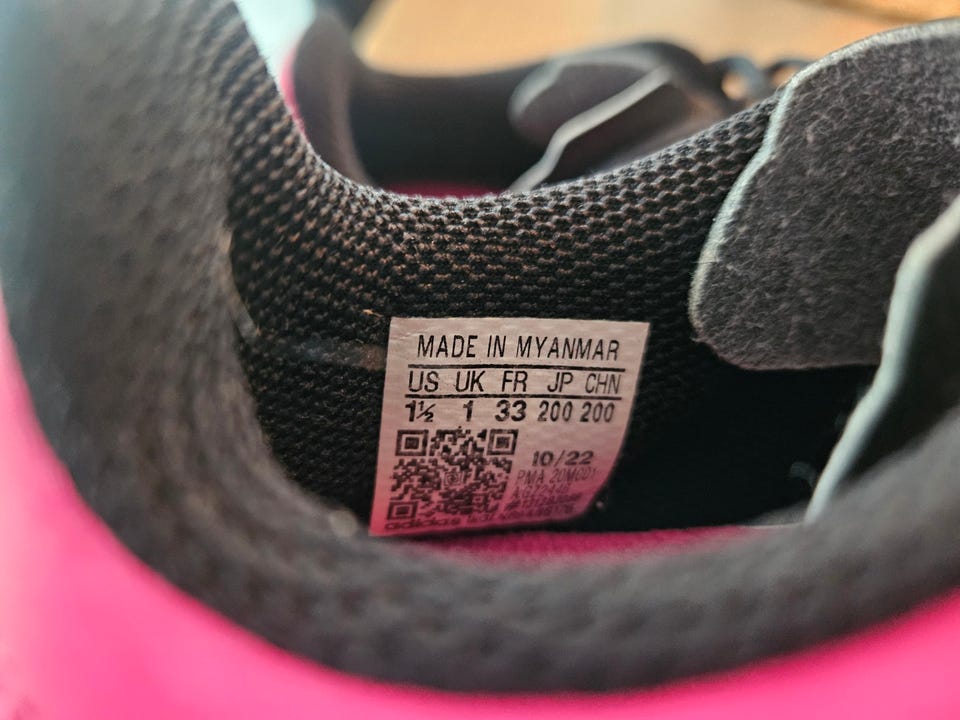 MADE IN MYANMAR
US UK FR JP CHN
1½ 1 33 200 200
10/22
PMA 20M001
adidas